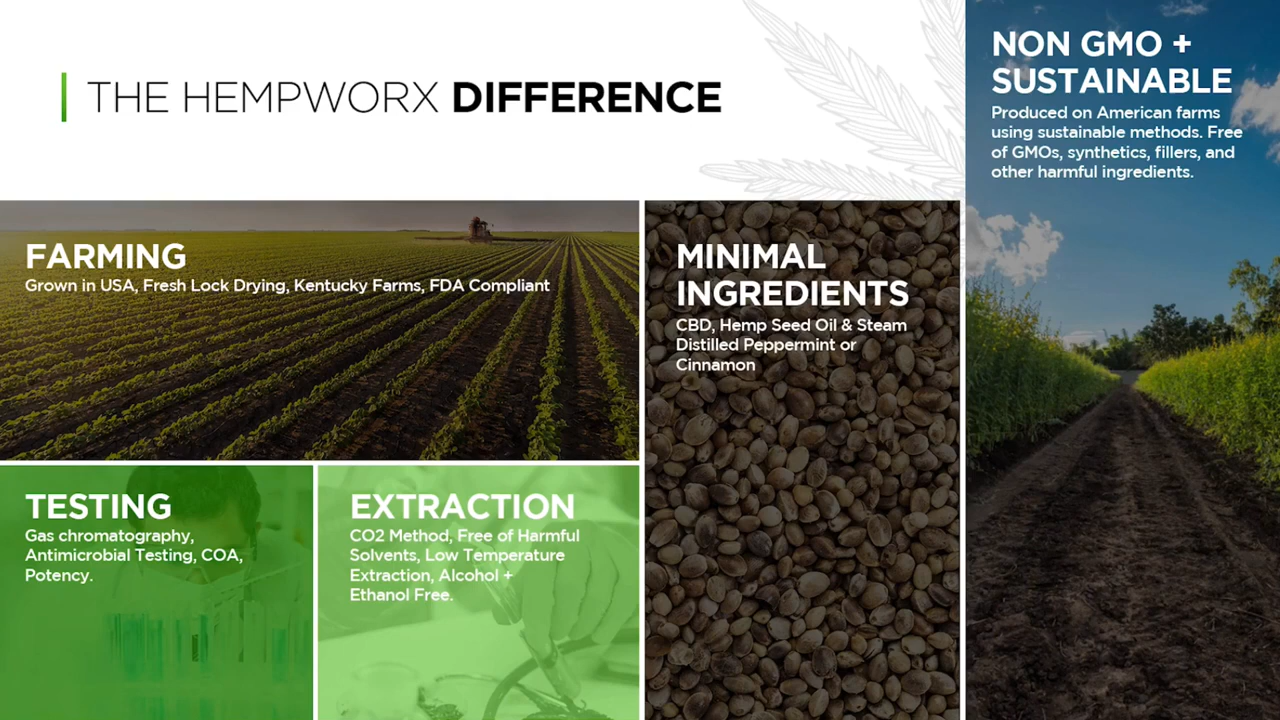 THE HEMPWORX DIFFERENCE
NON GMO +
SUSTAINABLE
Produced on American farms
using sustainable methods. Free
of GMOs, synthetics, fillers, and
other harmful ingredients.
FARMING
Grown in USA, Fresh Lock Drying, Kentucky Farms, FDA Compliant
MINIMAL
INGREDIENTS
CBD, Hemp Seed Oil & Steam
Distilled Peppermint or
Cinnamon
TESTING
Gas chromatography,
Antimicrobial Testing, COA,
Potency.
EXTRACTION
CO2 Method, Free of Harmful
Solvents, Low Temperature
Extraction, Alcohol +
Ethanol Free.